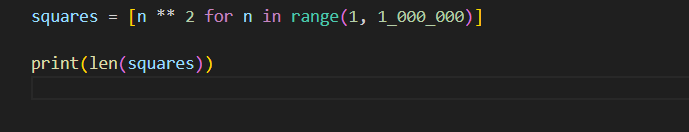 squares = [n ** 2 for n in range(1, 1_000_000)]
print(len(squares))